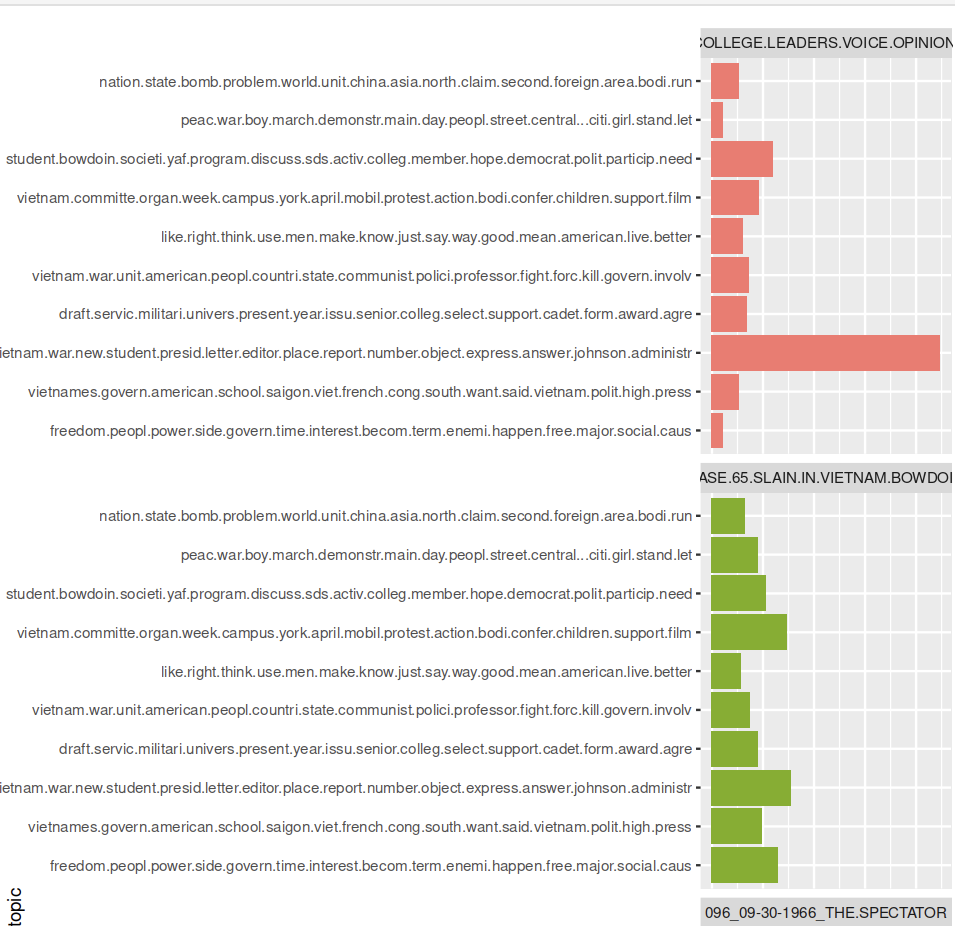 COLLEGE.LEADERS.VOICE.OPINION
nation.state.bomb.problem.world.unit.china.asia.north.claim.second.foreign.area.bodi.run
peac.war.boy.march.demonstr.main.day.peopl.street.central...citi.girl.stand.let
student.bowdoin.societi.yaf.program.discuss.sds.activ.colleg.member.hope.democrat.polit.particip.need
vietnam.committe.organ.week.campus.york.april.mobil.protest.action.bodi.confer.children.support.film
like.right.think.use.men.make.know.just.say.way.good.mean.american.live.better
vietnam.war.unit.american.peopl.countri.state.communist.polici.professor.fight.forc.kill.govern.involv
draft.servic.militari.univers.present.year.issu.senior.colleg.select.support.cadet.form.award.agre
ietnam.war.new.student.presid.letter.editor.place.report.number.object.express.answer.johnson.administr
vietnames.govern.american.school.saigon.viet.french.cong.south.want.said.vietnam.polit.high.press
freedom.peopl.power.side.govern.time.interest.becom.term.enemi.happen.free.major.social.caus
ASE.65.SLAIN.IN.VIETNAM.BOWDOI
nation.state.bomb.problem.world.unit.china.asia.north.claim.second.foreign.area.bodi.run
peac.war.boy.march.demonstr.main.day.peopl.street.central...citi.girl.stand.let
student.bowdoin.societi.yaf.program.discuss.sds.activ.colleg.member.hope.democrat.polit.particip.need
vietnam.committe.organ.week.campus.york.april.mobil.protest.action.bodi.confer.children.support.film
like.right.think.use.men.make.know.just.say.way.good.mean.american.live.better
vietnam.war.unit.american.peopl.countri.state.communist.polici.professor.fight.forc.kill.govern.involv
draft.servic.militari.univers.present.year.issu.senior.colleg.select.support.cadet.form.award.agre
ietnam.war.new.student.presid.letter.editor.place.report.number.object.express.answer.johnson.administr
vietnames.govern.american.school.saigon.viet.french.cong.south.want.said.vietnam.polit.high.press
freedom.peopl.power.side.govern.time.interest.becom.term.enemi.happen.free.major.social.caus
topic
096_09-30-1966_THE.SPECTATOR